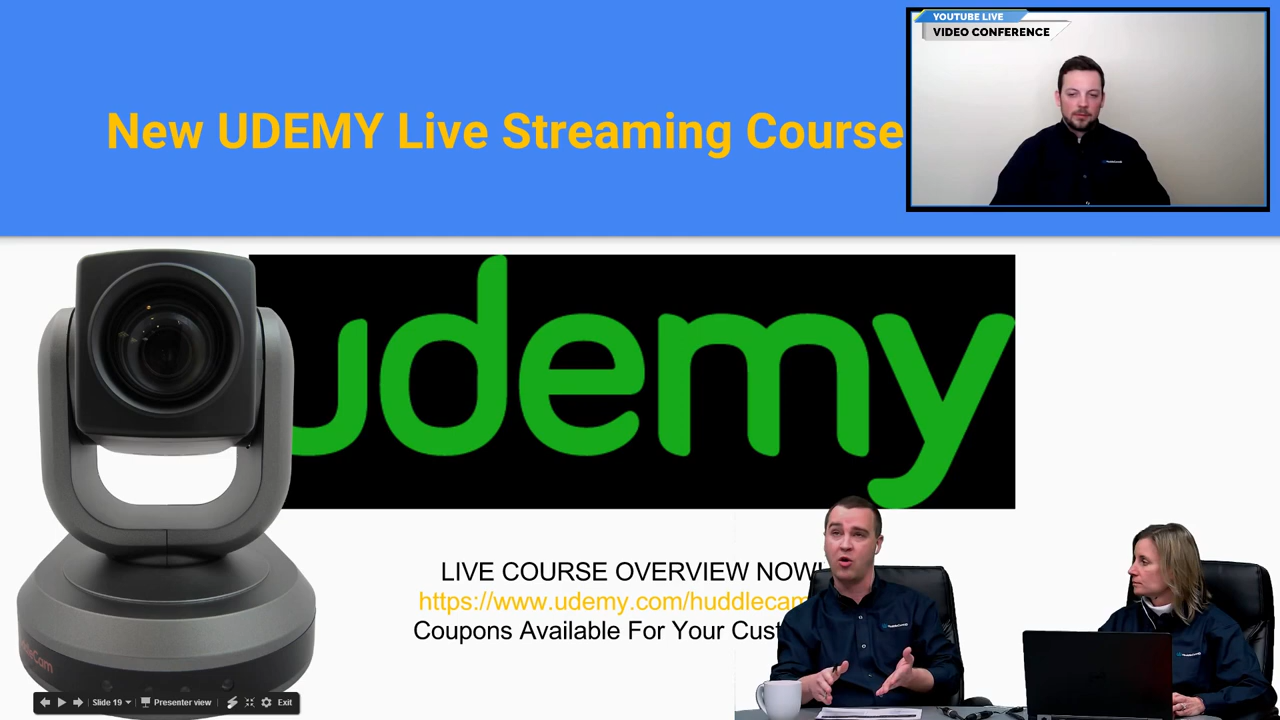 YOUTUBE LIVE
VIDEO CONFERENCE
New UDEMY Live Streaming Course
udemy
LIVE COURSE OVERVIEW NOW!
https://www.udemy.com/huddlecam
Coupons Available For Your Cust
Slide 19
Presenter view
Exit